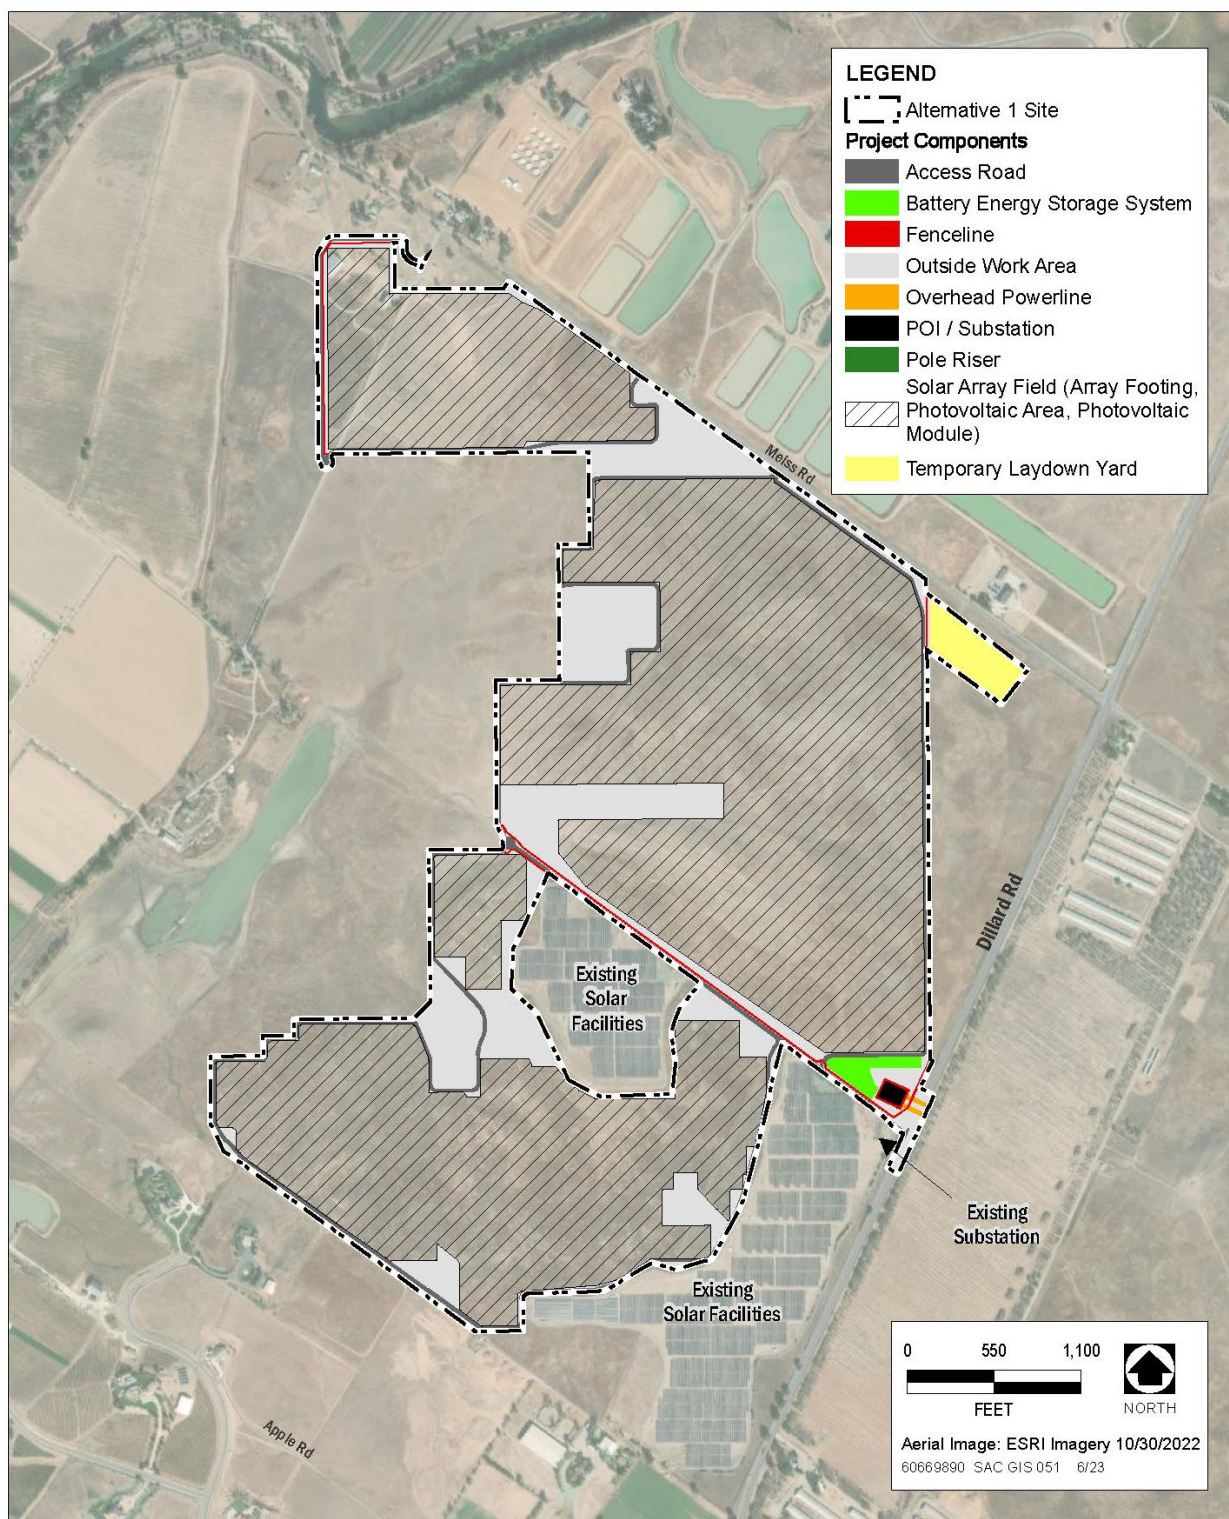 LEGEND
Alternative 1 Site
Project Components
Access Road
Battery Energy Storage System
Fenceline
Outside Work Area
Overhead Powerline
POI / Substation
Pole Riser
Solar Array Field (Array Footing,
Photovoltaic Area, Photovoltaic
Module)
Temporary Laydown Yard
Meiss Rd
Dillard Rd
Existing
Solar
Facilities
Existing
Substation
Existing
Solar Facilities
Apple Rd
0 550 1,100
FEET
NORTH
Aerial Image: ESRI Imagery 10/30/2022
60669890 SAC GIS 051 6/23